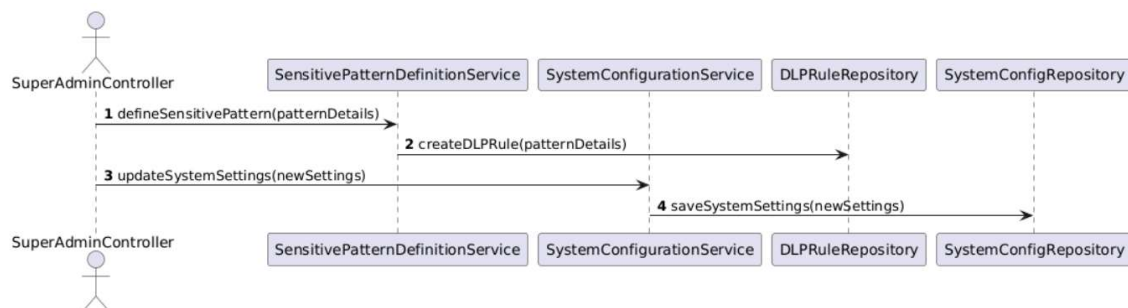 SuperAdminController
SensitivePatternDefinitionService
SystemConfigurationService
DLPRuleRepository
SystemConfigRepository
1 defineSensitivePattern(patternDetails)
2 createDLPRule(patternDetails)
3 updateSystemSettings(newSettings)
4 saveSystemSettings(newSettings)
SuperAdminController
SensitivePatternDefinitionService
SystemConfigurationService
DLPRuleRepository
SystemConfigRepository